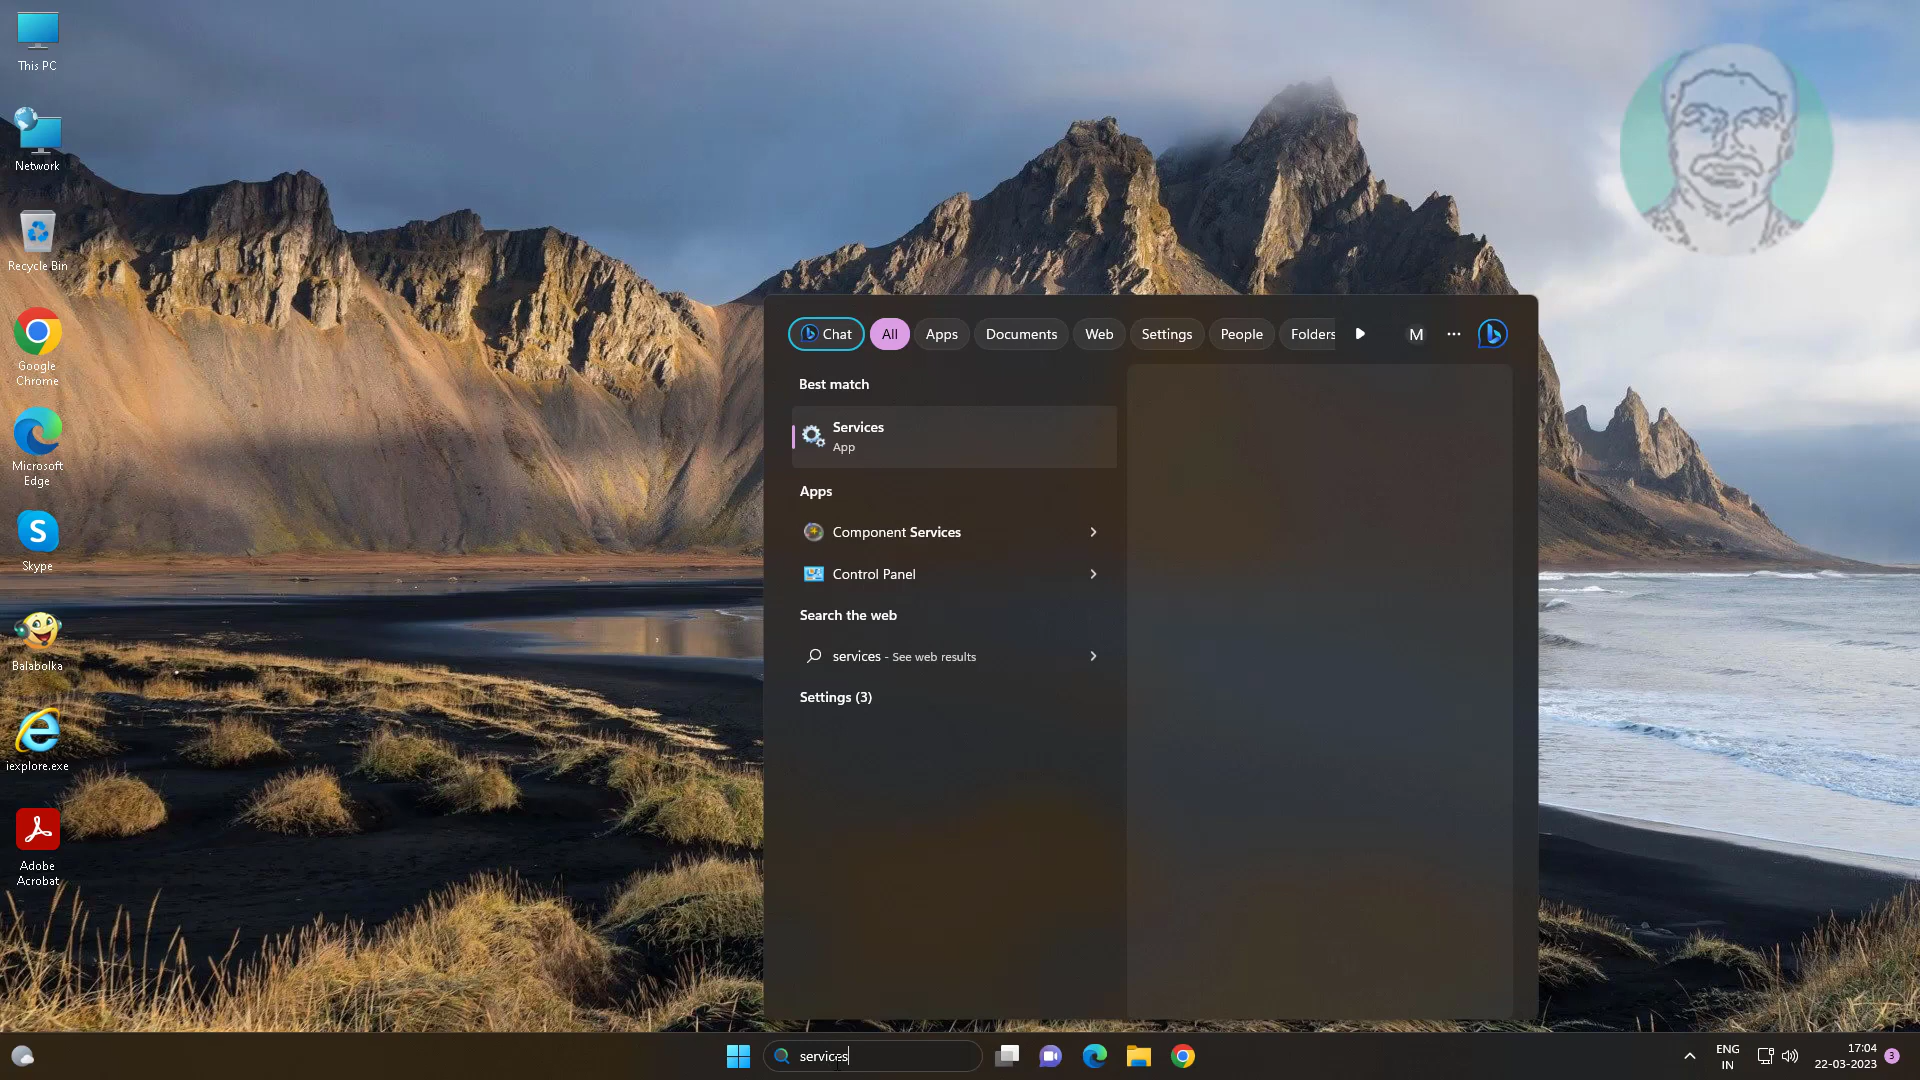 This PC
Network
Recycle Bin
Google
Chrome
Microsoft
Edge
S
Skype
Balabolka
iexplore.exe
Adobe
Acrobat
Chat
All
Apps
Documents
Web
Settings
People
Folders
M
Best match
Services
App
Apps
Component Services
Control Panel
Search the web
services - See web results
Settings (3)
services
ENG
IN
17:04
22-03-2023
3